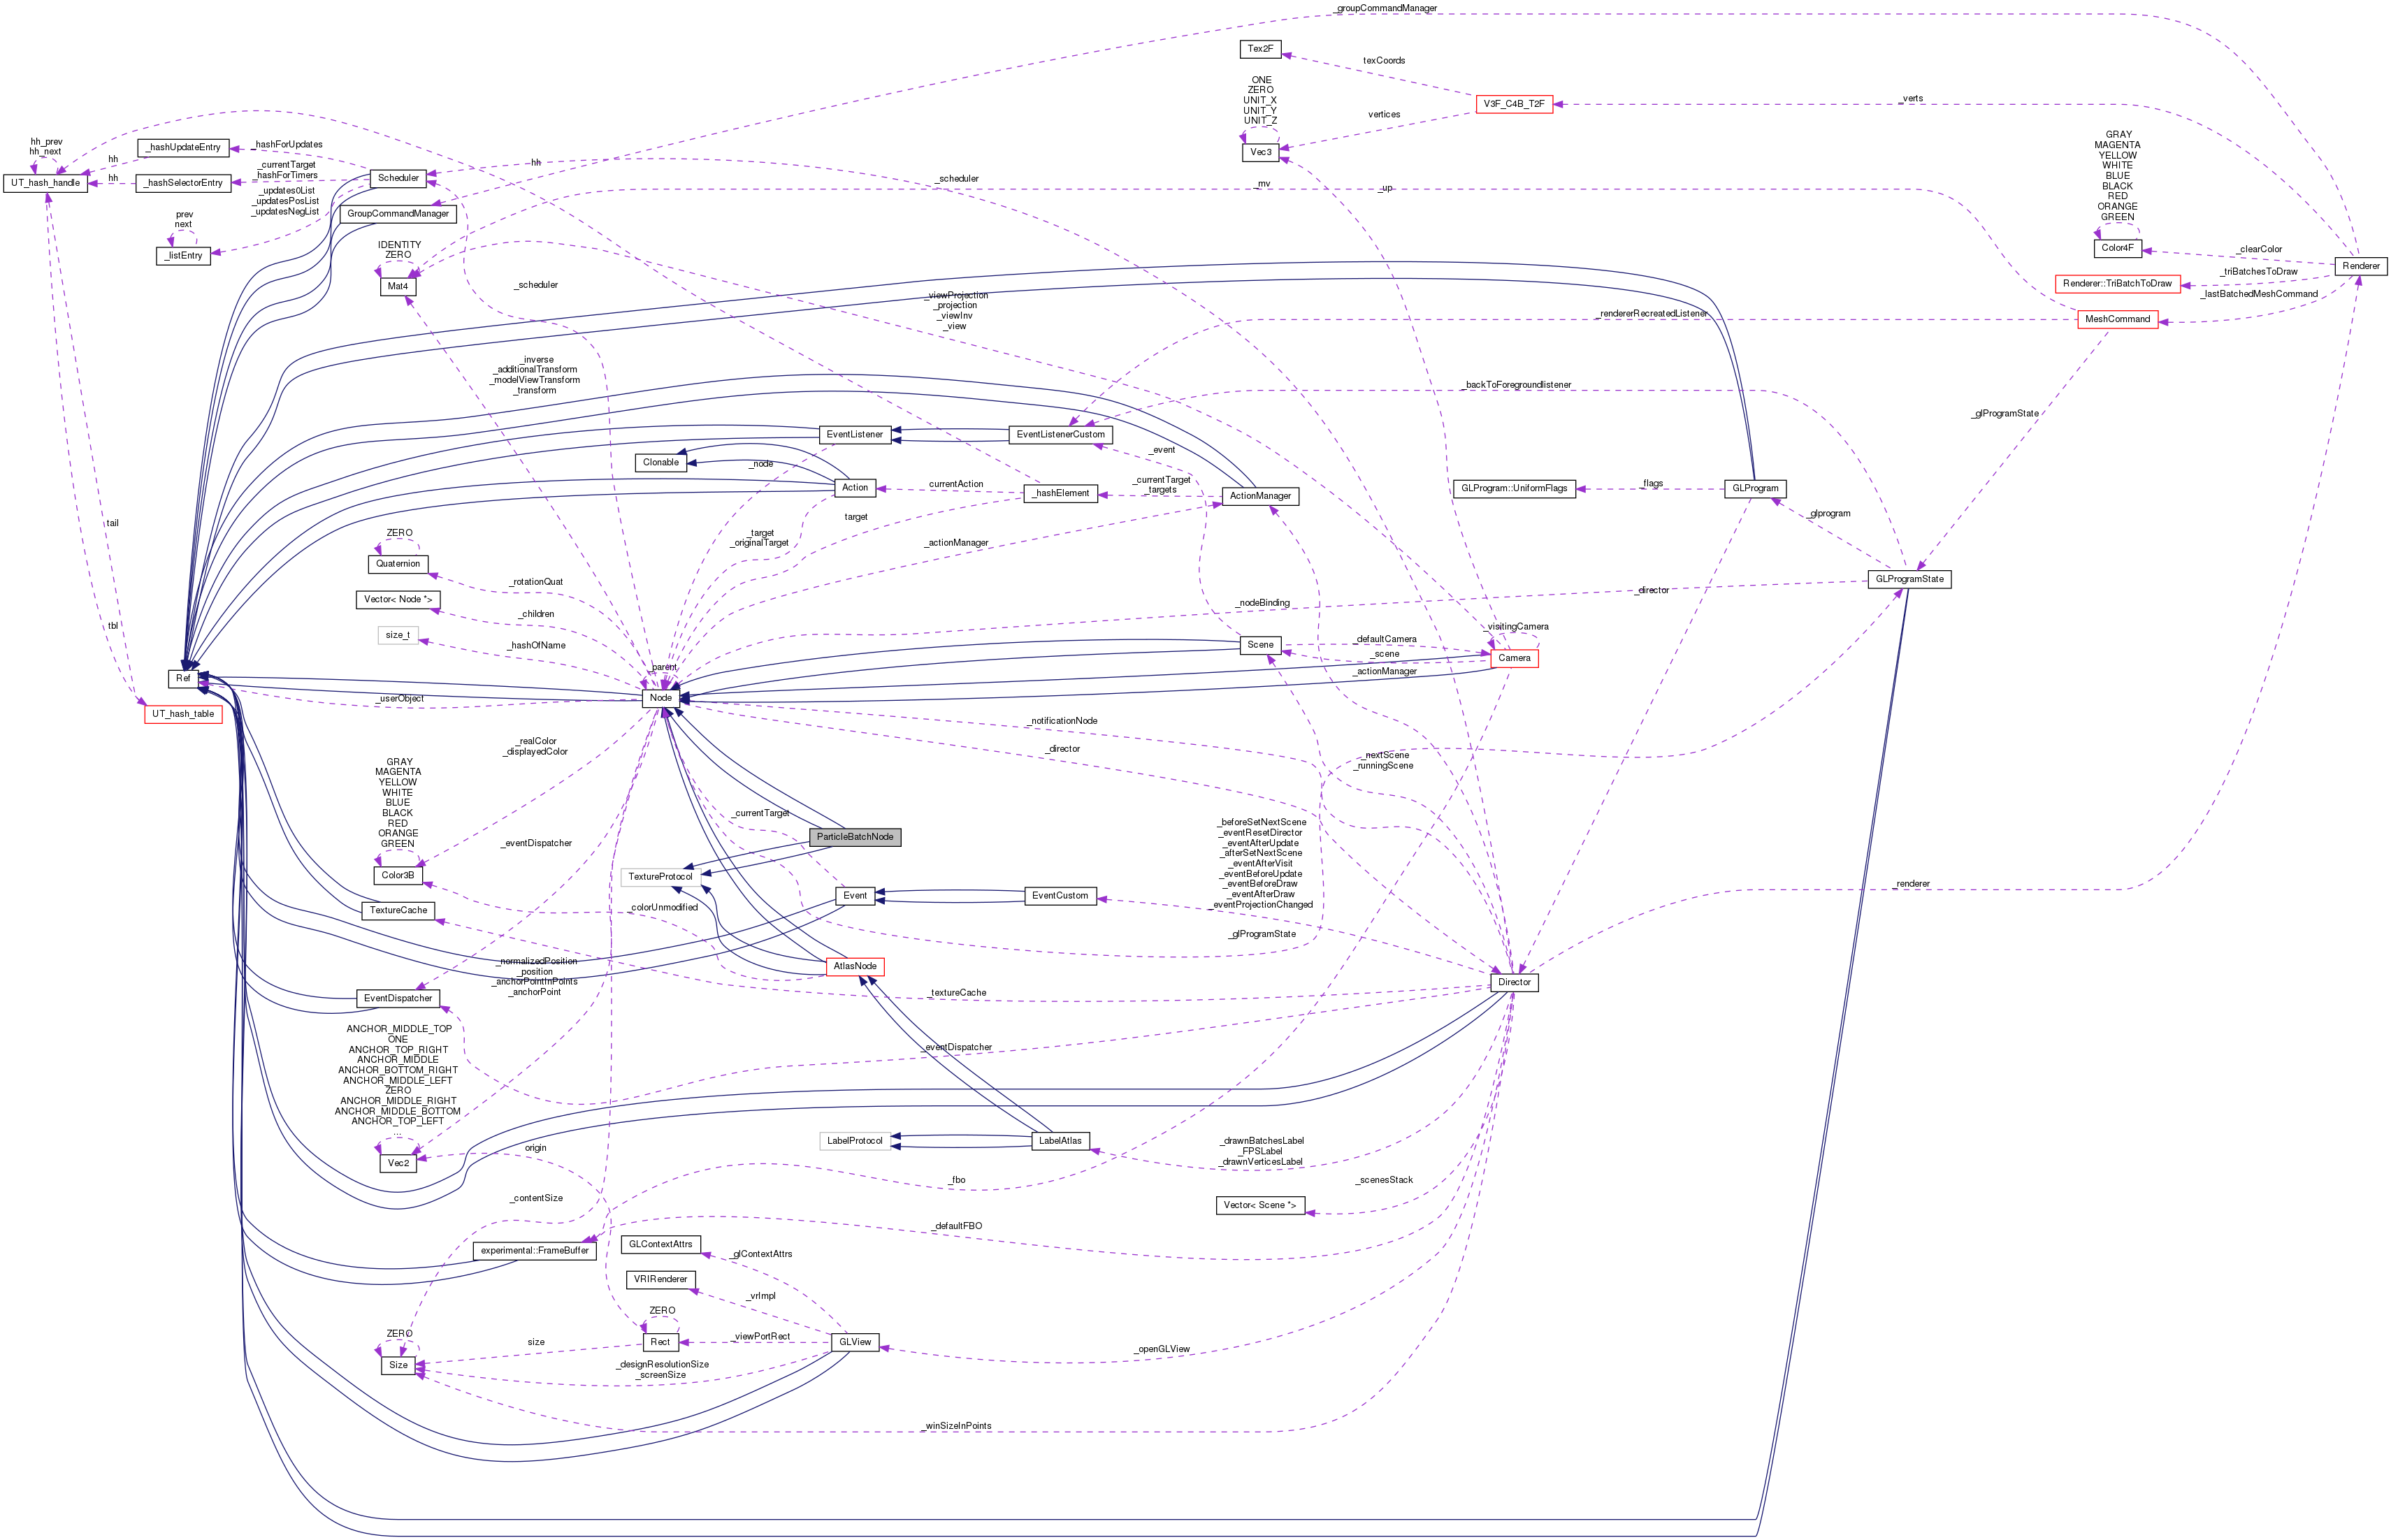 _groupCommandManager
Tex2F
texCoords
ONE
ZERO
UNIT_X
UNIT_Y
UNIT_Z
V3F_C4B_T2F
_verts
vertices
Vec3
hh_prev
hh_next
_hashUpdateEntry
_hashForUpdates
hh
UT_hash_handle
_hashSelectorEntry
hh
_currentTarget
_hashForTimers
Scheduler
_updates0List
_updatesPosList
_updatesNegList
GroupCommandManager
prev
next
_listEntry
hh
_scheduler
_mv
_up
GRAY
MAGENTA
YELLOW
WHITE
BLUE
BLACK
RED
ORANGE
GREEN
Color4F
_clearColor
Renderer
_triBatchesToDraw
Renderer::TriBatchToDraw
_lastBatchedMeshCommand
MeshCommand
IDENTITY
ZERO
Mat4
_scheduler
_viewProjection
_projection
_viewInv
_view
_rendererRecreatedListener
_inverse
_additionalTransform
_modelViewTransform
_transform
_backToForegroundlistener
_glProgramState
EventListener
EventListenerCustom
Clonable
_node
_event
Action
currentAction
_hashElement
_currentTarget
_targets
ActionManager
GLProgram::UniformFlags
_flags
GLProgram
_glprogram
tail
target
_target
_originalTarget
_actionManager
ZERO
Quaternion
_rotationQuat
GLProgramState
Vector< Node *>
_children
_nodeBinding
_director
tbl
size_t
_hashOfName
Scene
_defaultCamera
_visitingCamera
_scene
Camera
Ref
_parent
_actionManager
Node
_userObject
UT_hash_table
_notificationNode
_director
_realColor
_displayedColor
_nextScene
_runningScene
GRAY
MAGENTA
YELLOW
WHITE
BLUE
BLACK
RED
ORANGE
GREEN
Color3B
_eventDispatcher
_currentTarget
ParticleBatchNode
TextureProtocol
_beforeSetNextScene
_eventResetDirector
_eventAfterUpdate
_afterSetNextScene
_eventAfterVisit
_eventBeforeUpdate
_eventBeforeDraw
_eventAfterDraw
_eventProjectionChanged
_renderer
TextureCache
_colorUnmodified
Event
EventCustom
_glProgramState
_normalizedPosition
_position
_anchorPointInPoints
_anchorPoint
AtlasNode
EventDispatcher
_textureCache
Director
ANCHOR_MIDDLE_TOP
ONE
ANCHOR_TOP_RIGHT
ANCHOR_MIDDLE
ANCHOR_BOTTOM_RIGHT
ANCHOR_MIDDLE_LEFT
ZERO
ANCHOR_MIDDLE_RIGHT
ANCHOR_MIDDLE_BOTTOM
ANCHOR_TOP_LEFT
...
Vec2
_eventDispatcher
origin
LabelProtocol
LabelAtlas
_drawnBatchesLabel
_FPSLabel
_drawnVerticesLabel
_fbo
_scenesStack
Vector< Scene *>
_contentSize
_defaultFBO
experimental::FrameBuffer
GLContextAttrs
_glContextAttrs
VRIRenderer
_vrImpl
ZERO
Rect
_viewPortRect
GLView
_openGLView
ZERO
Size
size
_designResolutionSize
_screenSize
_winSizeInPoints